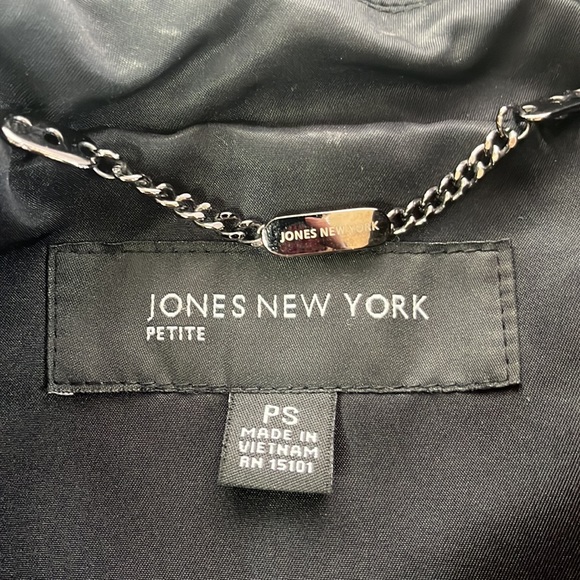 JONES NEW YORK
JONES NEW YORK
PETITE
PS
MADE IN
VIETNAM
RN 15101